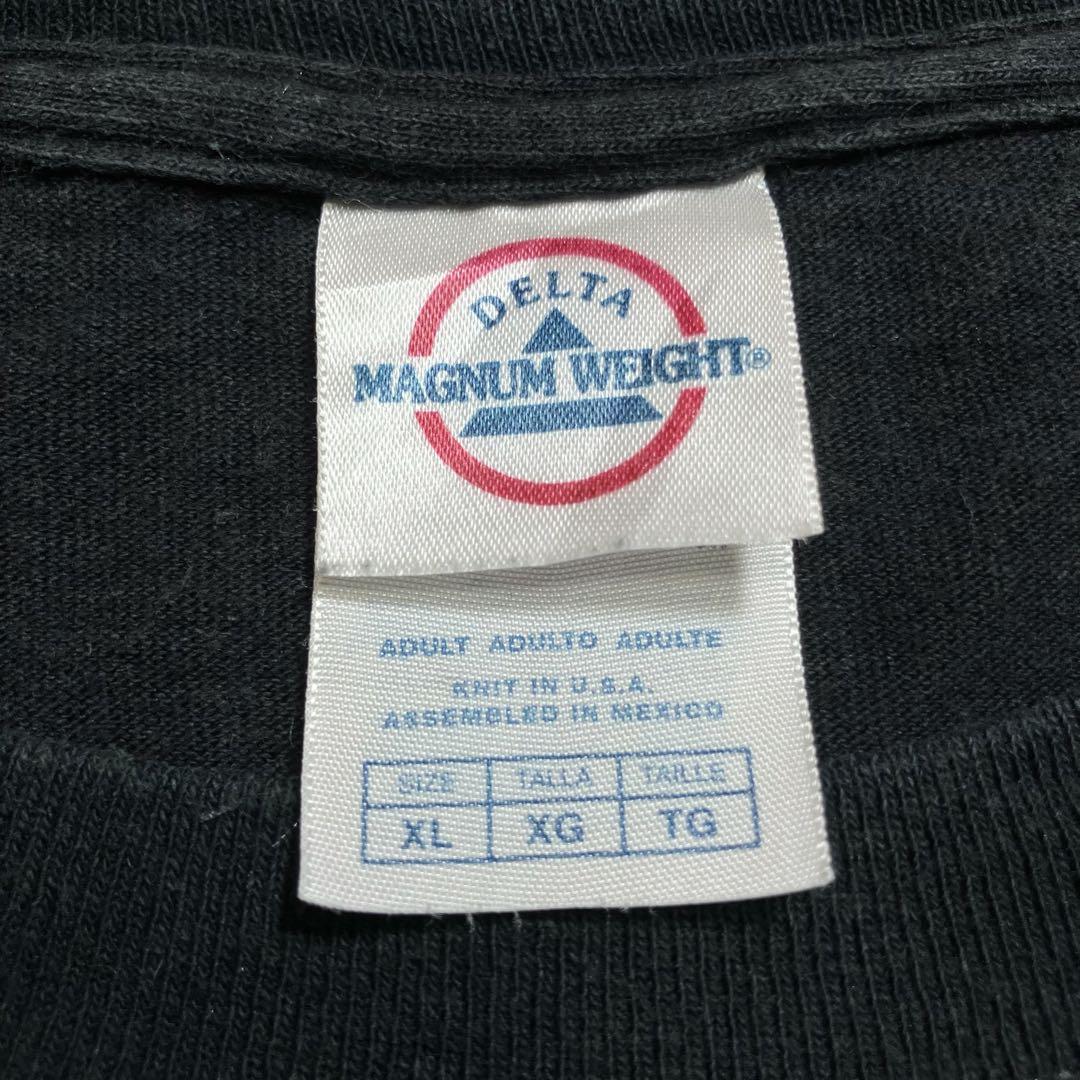 DELTA
MAGNUM WEIGHT®
ADULT ADULTO ADULTE
KNIT IN U.S.A.
ASSEMBLED IN MEXICO
SIZE TALLA TAILLE
XL XG TG